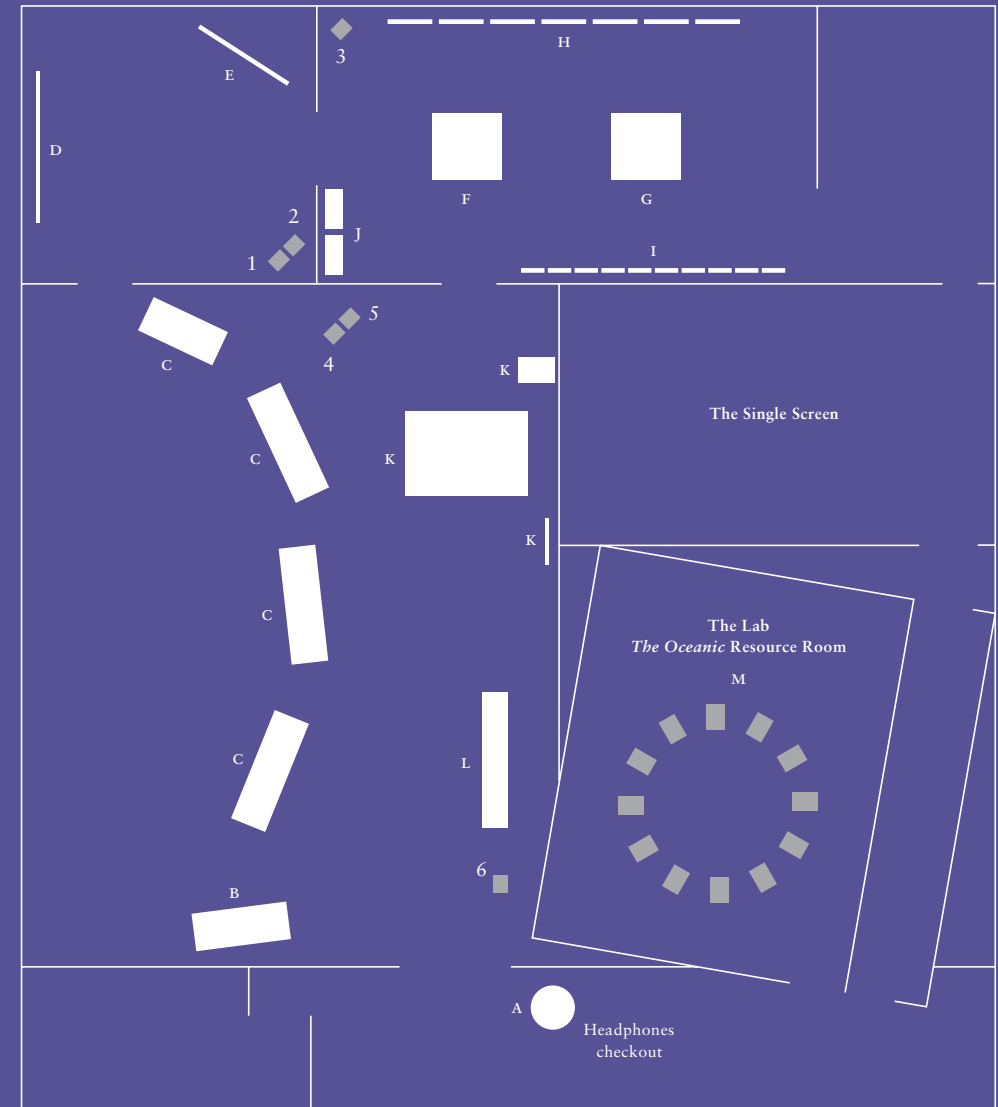 H
3
E
D
F
G
2
J
1
I
5
4
C
K
The Single Screen
C
K
K
C
The Lab
The Oceanic Resource Room
M
C
L
6
B
A
Headphones
checkout